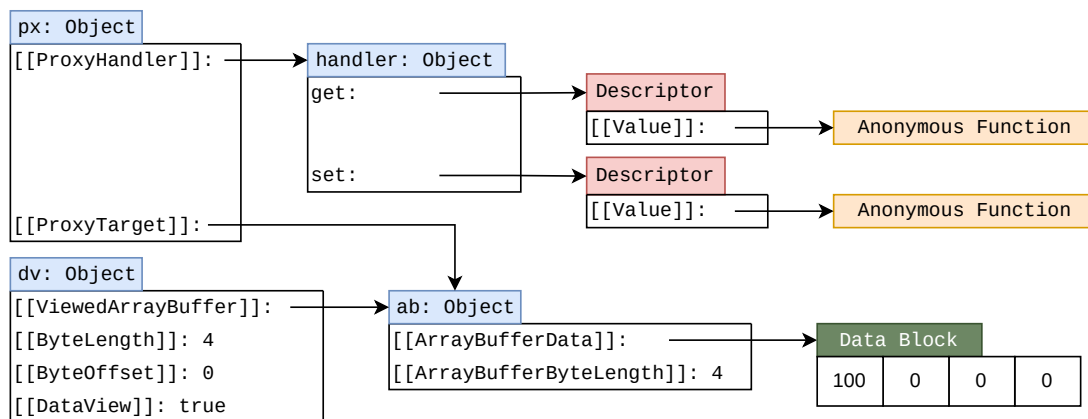 px: Object
[[ProxyHandler]]:
handler: Object
get:
Descriptor
[[Value]]:
Anonymous Function
set:
Descriptor
[[Value]]:
Anonymous Function
[[ProxyTarget]]:
dv: Object
[[ViewedArrayBuffer]]:
[[ByteLength]]: 4
[[ByteOffset]]: 0
[[DataView]]: true
ab: Object
[[ArrayBufferData]]:
[[ArrayBufferByteLength]]: 4
Data Block
100 0 0 0